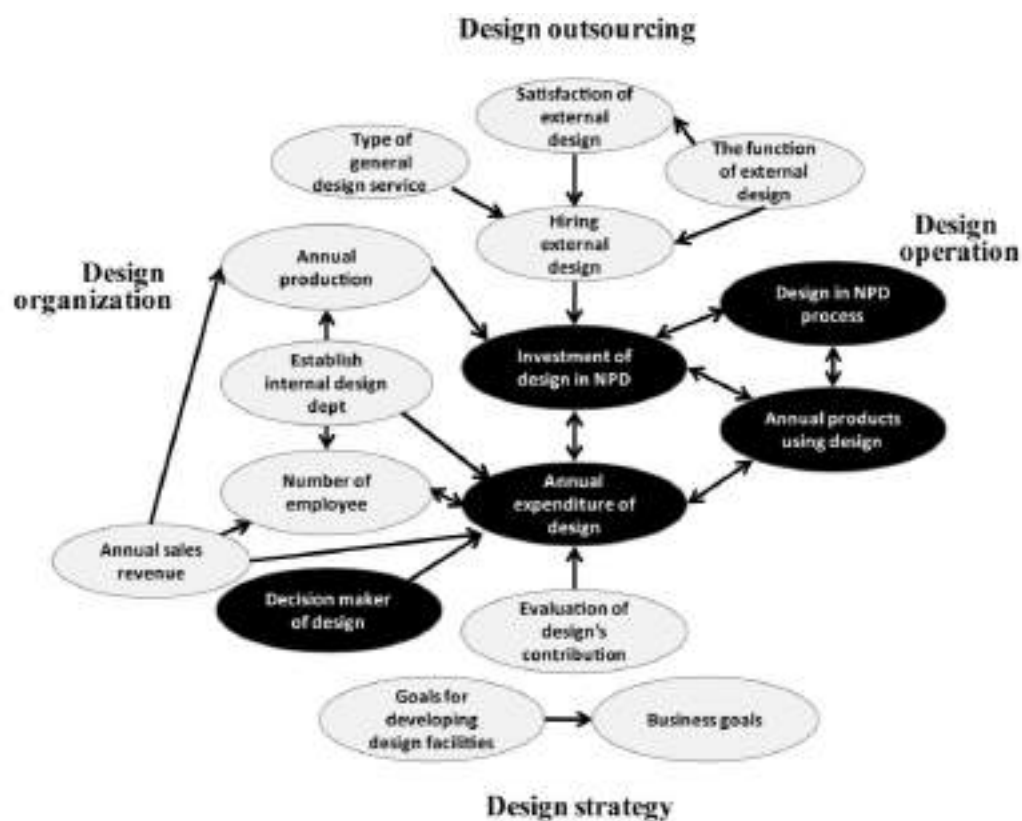 Design outsourcing
Satisfaction of
external
design
Type of
general
design service
The function
of external
design
Hiring
external
design
Design
operation
Design
organization
Annual
production
Design in NPD
process
Investment of
design in NPD
Establish
internal design
dept
Annual products
using design
Number of
employee
Annual
expenditure of
design
Annual sales
revenue
Decision maker
of design
Evaluation of
design's
contribution
Goals for
developing
design facilities
Business goals
Design strategy